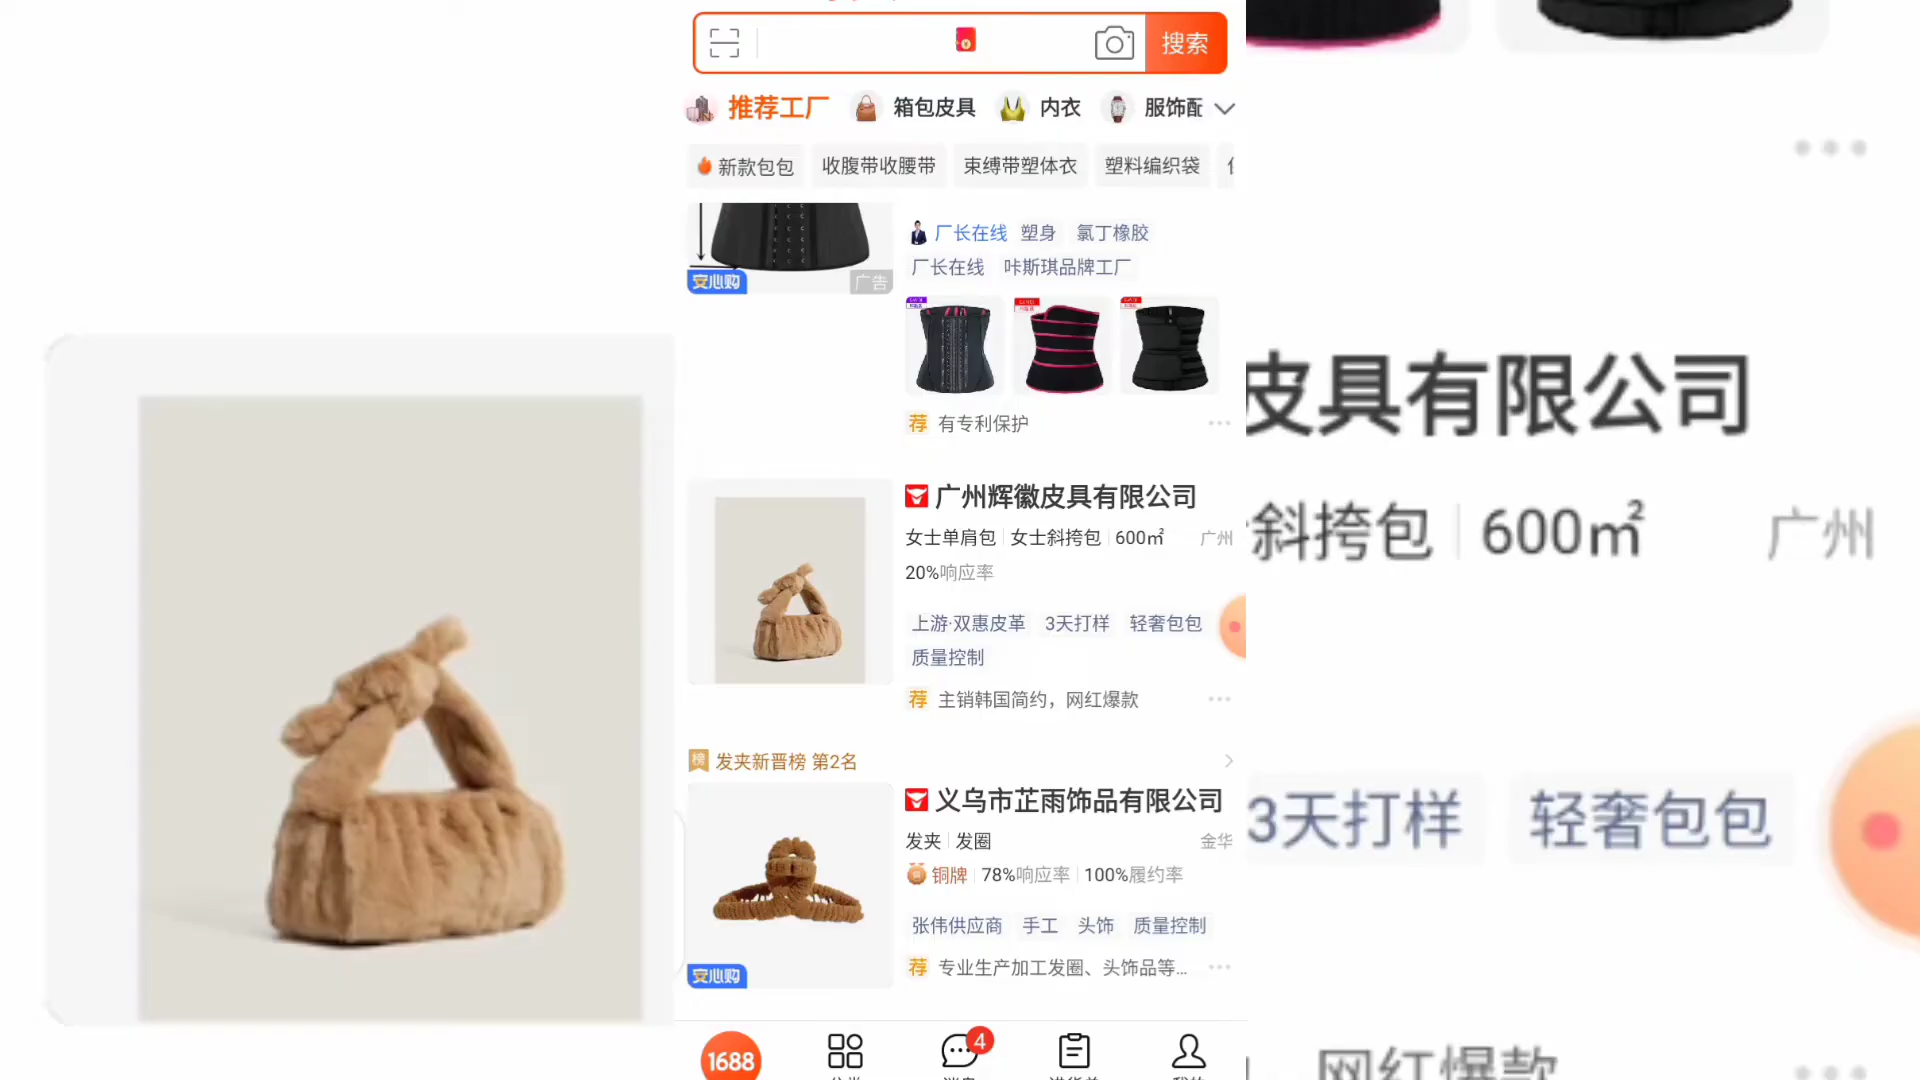 搜索
推荐工厂 箱包皮具 内衣 服饰配
新款包包 收腹带收腰带 束缚带塑体衣 塑料编织袋
厂长在线 塑身 氯丁橡胶
厂长在线 咔斯琪品牌工厂
安心购 广告
荐 有专利保护
广州辉徽皮具有限公司
女士单肩包 女士斜挎包 600㎡ 广州
20%响应率
上游·双惠皮革 3天打样 轻奢包包
质量控制
荐 主销韩国简约，网红爆款
榜 发夹新晋榜 第2名
义乌市芷雨饰品有限公司
发夹 发圈 金华
铜牌 78%响应率 100%履约率
张伟供应商 手工 头饰 质量控制
荐 专业生产加工发圈、头饰品等...
安心购
1688
4
皮具有限公司
斜挎包 600㎡ 广州
3天打样 轻奢包包
网红爆款